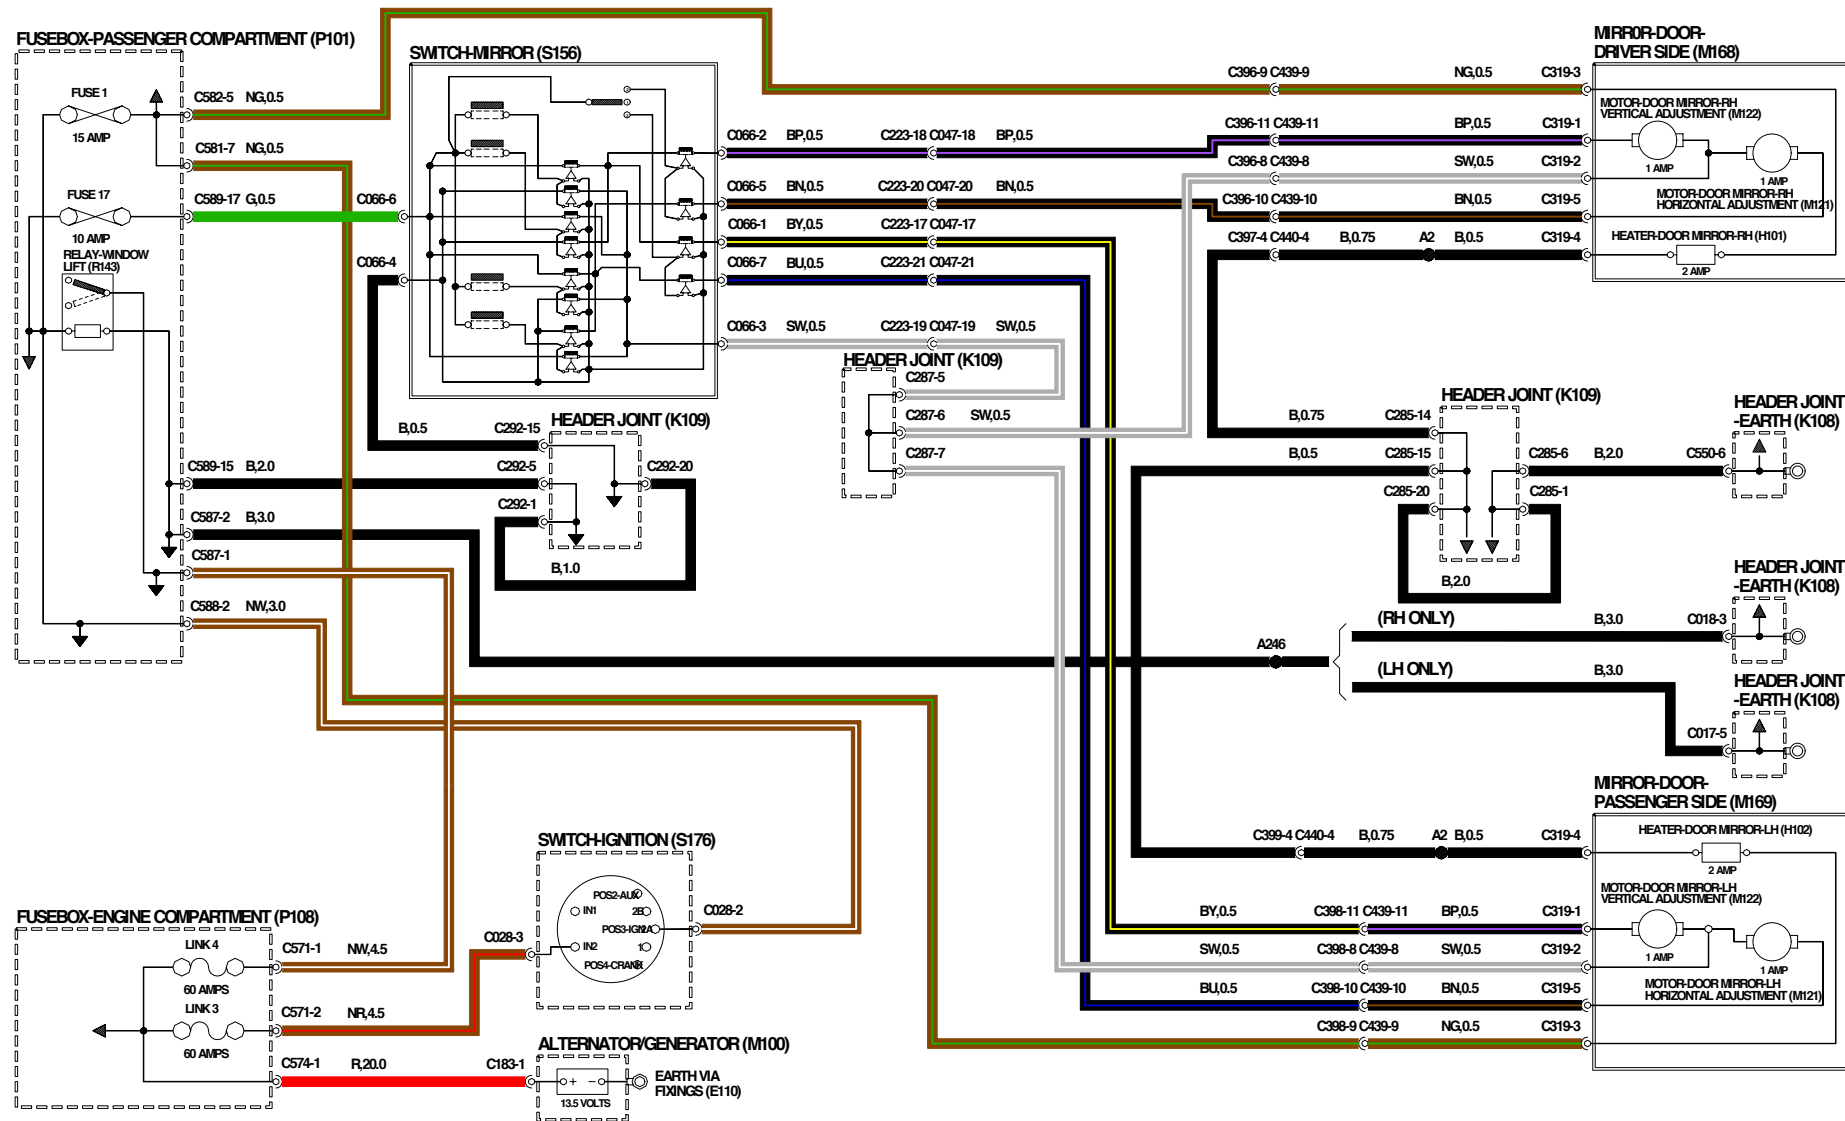 FUSEBOX-PASSENGER COMPARTMENT (P101)
FUSE 1
15 AMP
C582-5 NG,0.5
C581-7 NG,0.5
FUSE 17
10 AMP
C589-17 G,0.5
C066-6
RELAY-WINDOW
LIFT (R143)
C066-4
SWITCH-MIRROR (S156)
C066-2 BP,0.5 C223-18 C047-18 BP,0.5
C066-5 BN,0.5 C223-20 C047-20 BN,0.5
C066-1 BY,0.5 C223-17 C047-17
C066-7 BU,0.5 C223-21 C047-21
C066-3 SW,0.5 C223-19 C047-19 SW,0.5
MIRR0R-DOOR-
DRIVER SIDE (M168)
C396-9 C439-9 NG,0.5 C319-3
MOTOR-DOOR MIRROR-RH
VERTICAL ADJUSTMENT (M122)
C396-11 C439-11 BP,0.5 C319-1
C396-8 C439-8 SW,0.5 C319-2
1 AMP
1 AMP
MOTOR-DOOR MIRROR-RH
HORIZONTAL ADJUSTMENT (M121)
C396-10 C439-10 BN,0.5 C319-5
C397-4 C440-4 B,0.75 A2 B,0.5 C319-4
HEATER-DOOR MIRROR-RH (H101)
2 AMP
HEADER JOINT (K109)
C287-5
C287-6 SW,0.5
C287-7
HEADER JOINT (K109)
B,0.5 C292-15
C292-5
C292-20
C292-1
B,1.0
C589-15 B,2.0
C587-2 B,3.0
C587-1
C588-2 NW,3.0
HEADER JOINT (K109)
B,0.75 C285-14
B,0.5 C285-15
C285-20
C285-6 B,2.0 C550-6
C285-1
B,2.0
HEADER JOINT
-EARTH (K108)
HEADER JOINT
-EARTH (K108)
(RH ONLY) B,3.0 C018-3
A246
(LH ONLY) B,3.0
HEADER JOINT
-EARTH (K108)
C017-5
MIRROR-DOOR-
PASSENGER SIDE (M169)
C399-4 C440-4 B,0.75 A2 B,0.5 C319-4
HEATER-DOOR MIRROR-LH (H102)
2 AMP
MOTOR-DOOR MIRROR-LH
VERTICAL ADJUSTMENT (M122)
BY,0.5 C398-11 C439-11 BP,0.5 C319-1
SW,0.5 C398-8 C439-8 SW,0.5 C319-2
1 AMP
1 AMP
MOTOR-DOOR MIRROR-LH
HORIZONTAL ADJUSTMENT (M121)
BU,0.5 C398-10 C439-10 BN,0.5 C319-5
C398-9 C439-9 NG,0.5 C319-3
SWITCH-IGNITION (S176)
POS2-AUX
IN1 2B
POS3-IGN
IN2 1
POS4-CRANK
C028-2
C028-3
FUSEBOX-ENGINE COMPARTMENT (P108)
LINK 4
60 AMPS
C571-1 NW,4.5
LINK 3
60 AMPS
C571-2 NR,4.5
C574-1 R,20.0 C183-1
ALTERNATOR/GENERATOR (M100)
+ −
13.5 VOLTS
EARTH VIA
FIXINGS (E110)